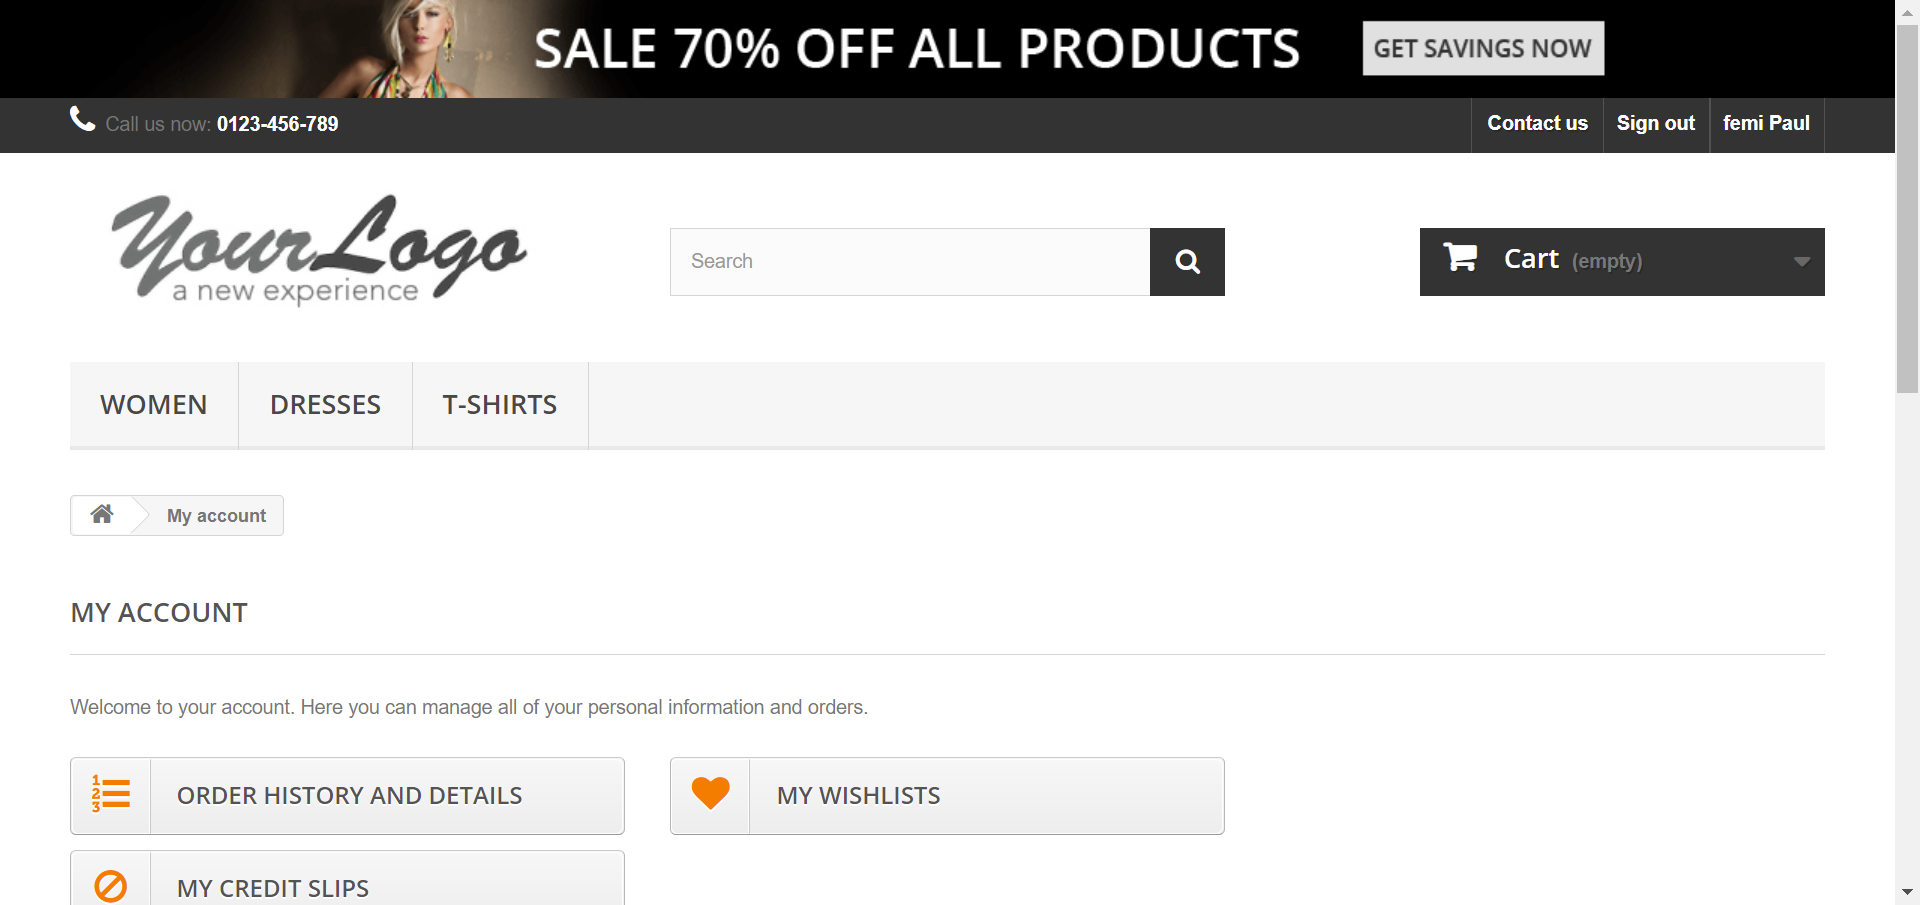 SALE 70% OFF ALL PRODUCTS GET SAVINGS NOW
Call us now: 0123-456-789 Contact us Sign out femi Paul
YourLogo
a new experience
Search
Cart (empty)
WOMEN DRESSES T-SHIRTS
My account
MY ACCOUNT
Welcome to your account. Here you can manage all of your personal information and orders.
1
2
3
ORDER HISTORY AND DETAILS
MY WISHLISTS
MY CREDIT SLIPS